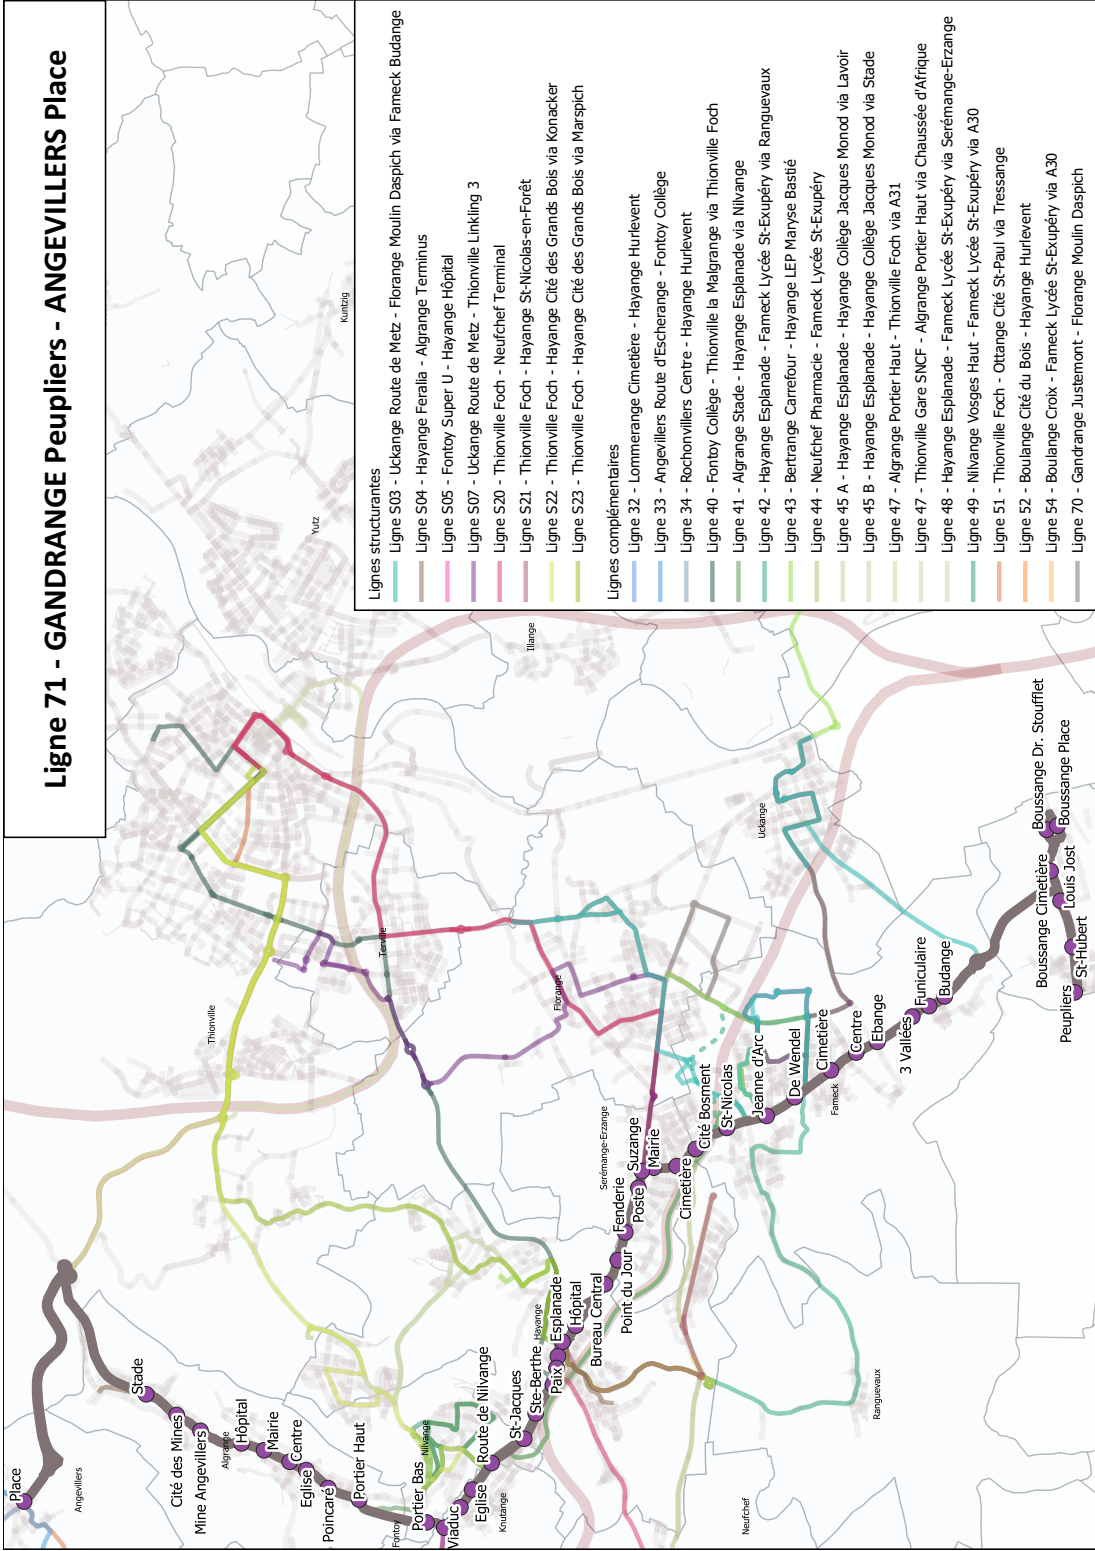 Ligne 71 - GANDRANGE Peupliers - ANGEVILLERS Place
Lignes structurantes
Ligne S03 - Uckange Route de Metz - Florange Moulin Daspich via Fameck Budange
Ligne S04 - Hayange Feralia - Algrange Terminus
Ligne S05 - Fontoy Super U - Hayange Hôpital
Ligne S07 - Uckange Route de Metz - Thionville Linkling 3
Ligne S20 - Thionville Foch - Neufchef Terminal
Ligne S21 - Thionville Foch - Hayange St-Nicolas-en-Forêt
Ligne S22 - Thionville Foch - Hayange Cité des Grands Bois via Konacker
Ligne S23 - Thionville Foch - Hayange Cité des Grands Bois via Marspich
Lignes complémentaires
Ligne 32 - Lommerange Cimetière - Hayange Hurlevent
Ligne 33 - Angevillers Route d'Escherange - Fontoy Collège
Ligne 34 - Rochonvillers Centre - Hayange Hurlevent
Ligne 40 - Fontoy Collège - Thionville la Malgrange via Thionville Foch
Ligne 41 - Algrange Stade - Hayange Esplanade via Nilvange
Ligne 42 - Hayange Esplanade - Fameck Lycée St-Exupéry via Ranguevaux
Ligne 43 - Bertrange Carrefour - Hayange LEP Maryse Bastié
Ligne 44 - Neufchef Pharmacie - Fameck Lycée St-Exupéry
Ligne 45 A - Hayange Esplanade - Hayange Collège Jacques Monod via Lavoir
Ligne 45 B - Hayange Esplanade - Hayange Collège Jacques Monod via Stade
Ligne 47 - Algrange Portier Haut - Thionville Foch via A31
Ligne 47 - Thionville Gare SNCF - Algrange Portier Haut via Chaussée d'Afrique
Ligne 48 - Hayange Esplanade - Fameck Lycée St-Exupéry via Serémange-Erzange
Ligne 49 - Nilvange Vosges Haut - Fameck Lycée St-Exupéry via A30
Ligne 51 - Thionville Foch - Ottange Cité St-Paul via Tressange
Ligne 52 - Boulange Cité du Bois - Hayange Hurlevent
Ligne 54 - Boulange Croix - Fameck Lycée St-Exupéry via A30
Ligne 70 - Gandrange Justemont - Florange Moulin Daspich
Kuntzig
Yutz
Illange
Thionville
Terville
Florange
Uckange
Serémange-Erzange
Fameck
Hayange
Ranguevaux
Neufchef
Nilvange
Knutange
Fontoy
Algrange
Angevillers
Place
Stade
Cité des Mines
Mine Angevillers
Hôpital
Mairie
Centre
Eglise
Poincaré
Portier Haut
Portier Bas
Viaduc
Eglise
Route de Nilvange
St-Jacques
Ste-Berthe
Paix
Esplanade
Hôpital
Bureau Central
Point du Jour
Fenderie
Poste
Suzange
Mairie
Cimetière
Cité Bosment
St-Nicolas
Jeanne d'Arc
De Wendel
Cimetière
Centre
Ebange
3 Vallées
Funiculaire
Budange
Boussange Cimetière
Boussange Dr. Stoufflet
Boussange Place
Louis Jost
St-Hubert
Peupliers